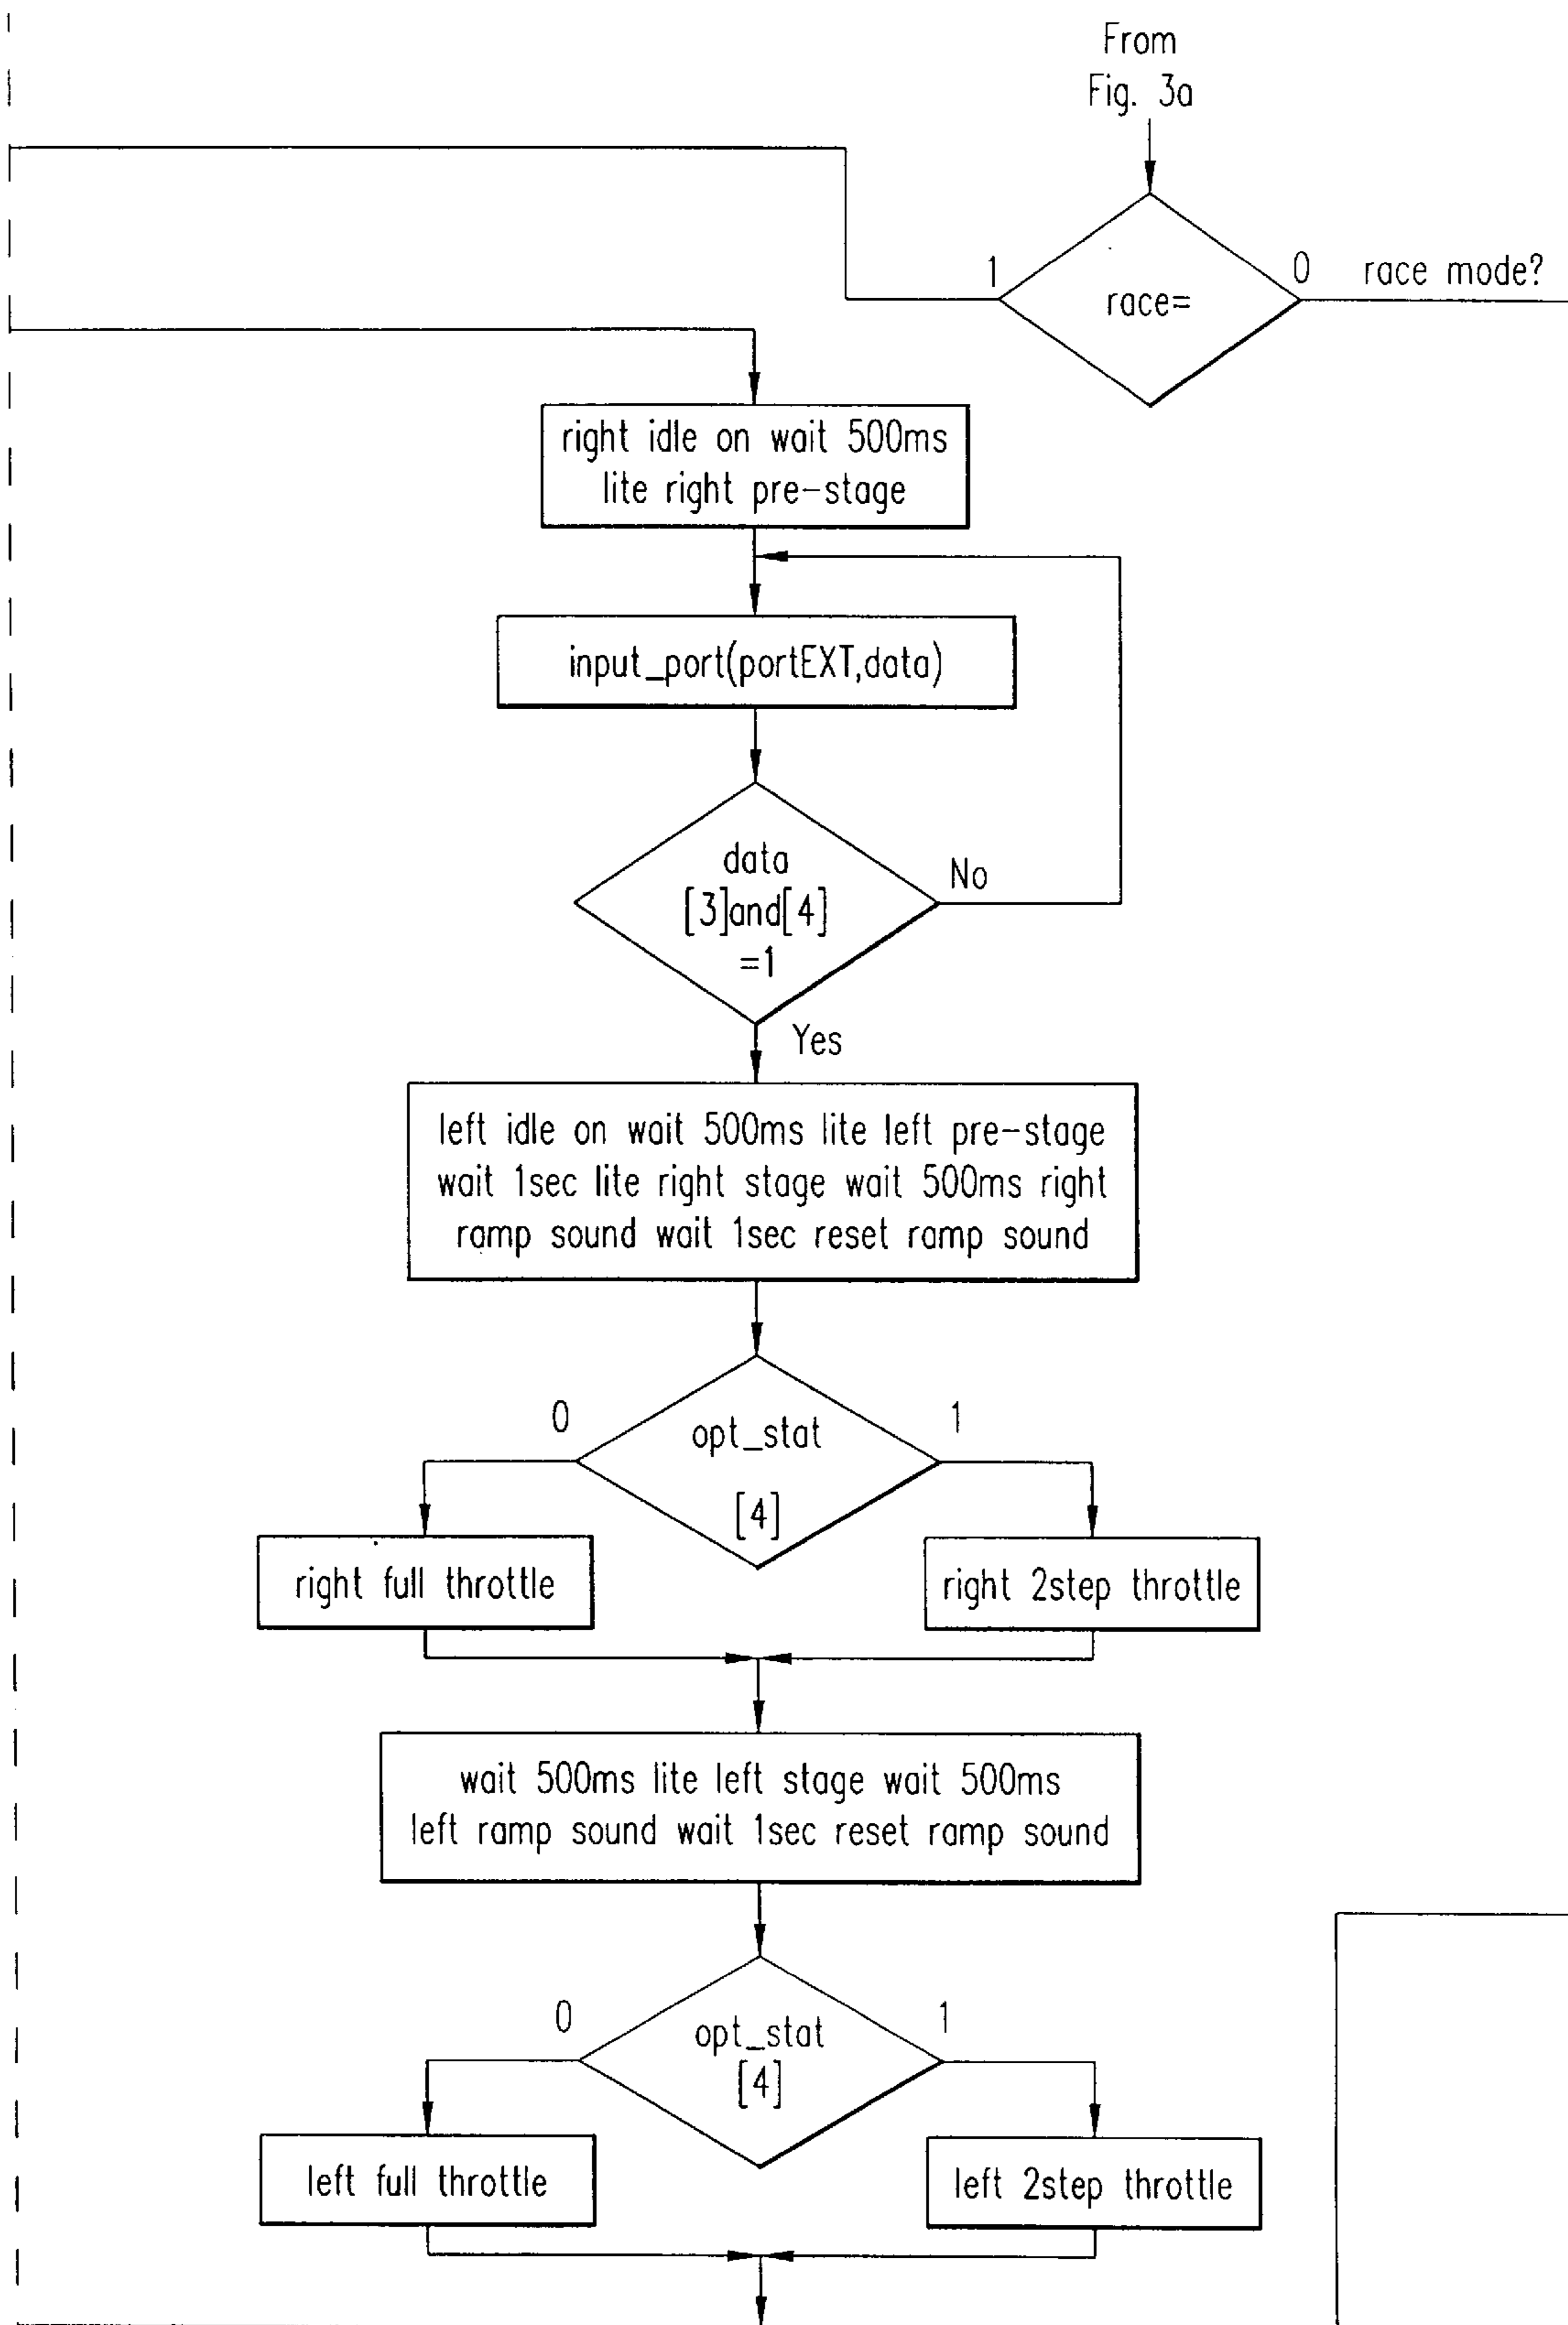 From
Fig. 3a
1
0
race mode?
race=
right idle on wait 500ms
lite right pre-stage
input_port(portEXT,data)
data
[3]and[4]
=1
No
Yes
left idle on wait 500ms lite left pre-stage
wait 1sec lite right stage wait 500ms right
ramp sound wait 1sec reset ramp sound
0
opt_stat
[4]
1
right full throttle
right 2step throttle
wait 500ms lite left stage wait 500ms
left ramp sound wait 1sec reset ramp sound
0
opt_stat
[4]
1
left full throttle
left 2step throttle